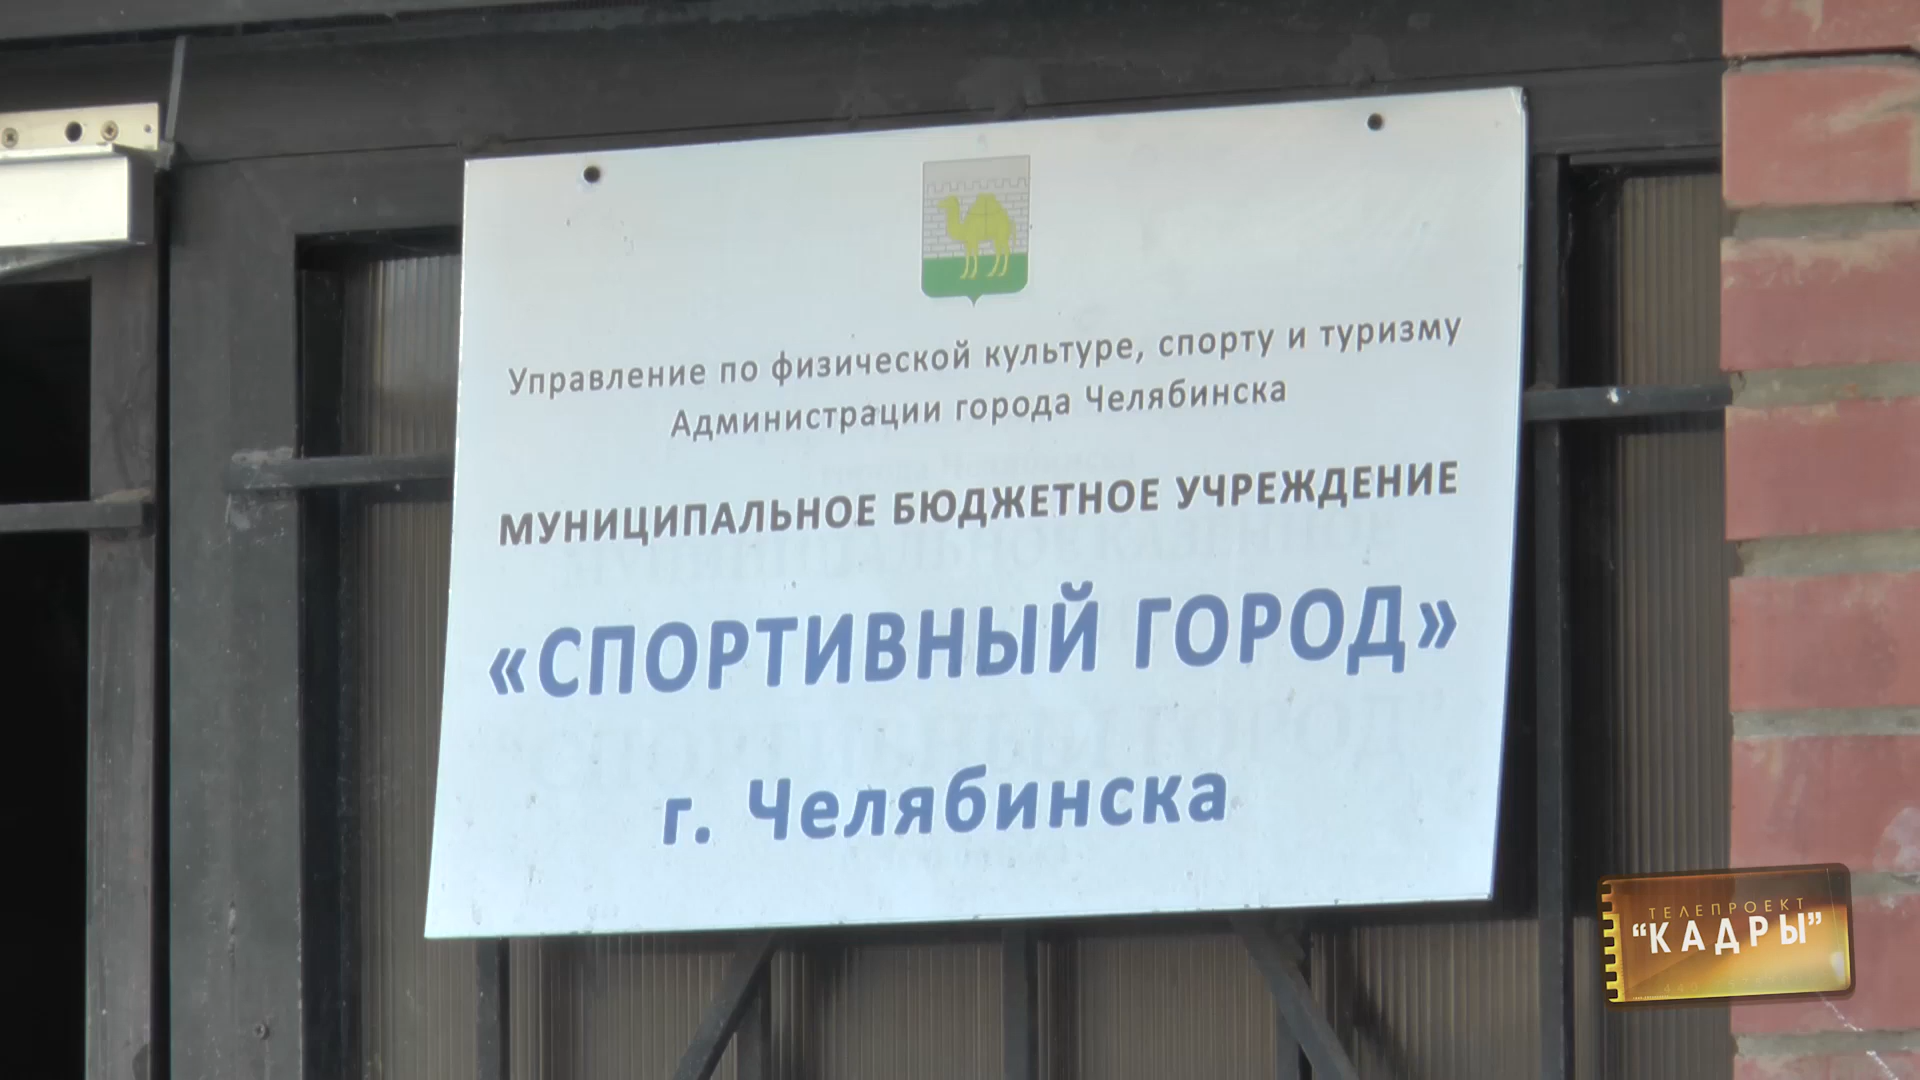 Управление по физической культуре, спорту и туризму
Администрации города Челябинска
МУНИЦИПАЛЬНОЕ БЮДЖЕТНОЕ УЧРЕЖДЕНИЕ
«СПОРТИВНЫЙ ГОРОД»
г. Челябинска
ТЕЛЕПРОЕКТ
“КАДРЫ”